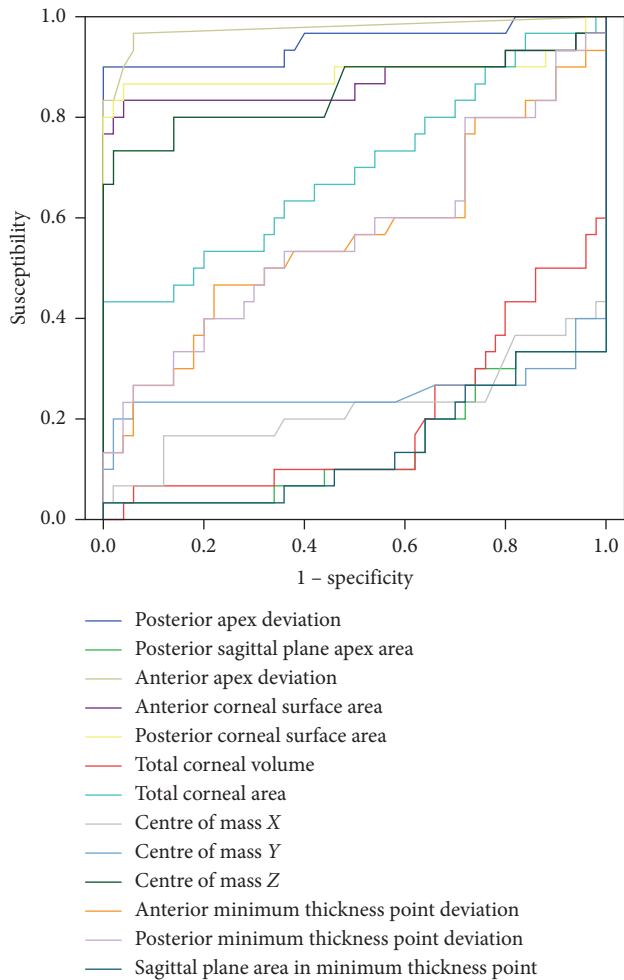 1.0
0.8
0.6
0.4
0.2
0.0
Susceptibility
0.0 0.2 0.4 0.6 0.8 1.0
1 – specificity
Posterior apex deviation
Posterior sagittal plane apex area
Anterior apex deviation
Anterior corneal surface area
Posterior corneal surface area
Total corneal volume
Total corneal area
Centre of mass X
Centre of mass Y
Centre of mass Z
Anterior minimum thickness point deviation
Posterior minimum thickness point deviation
Sagittal plane area in minimum thickness point